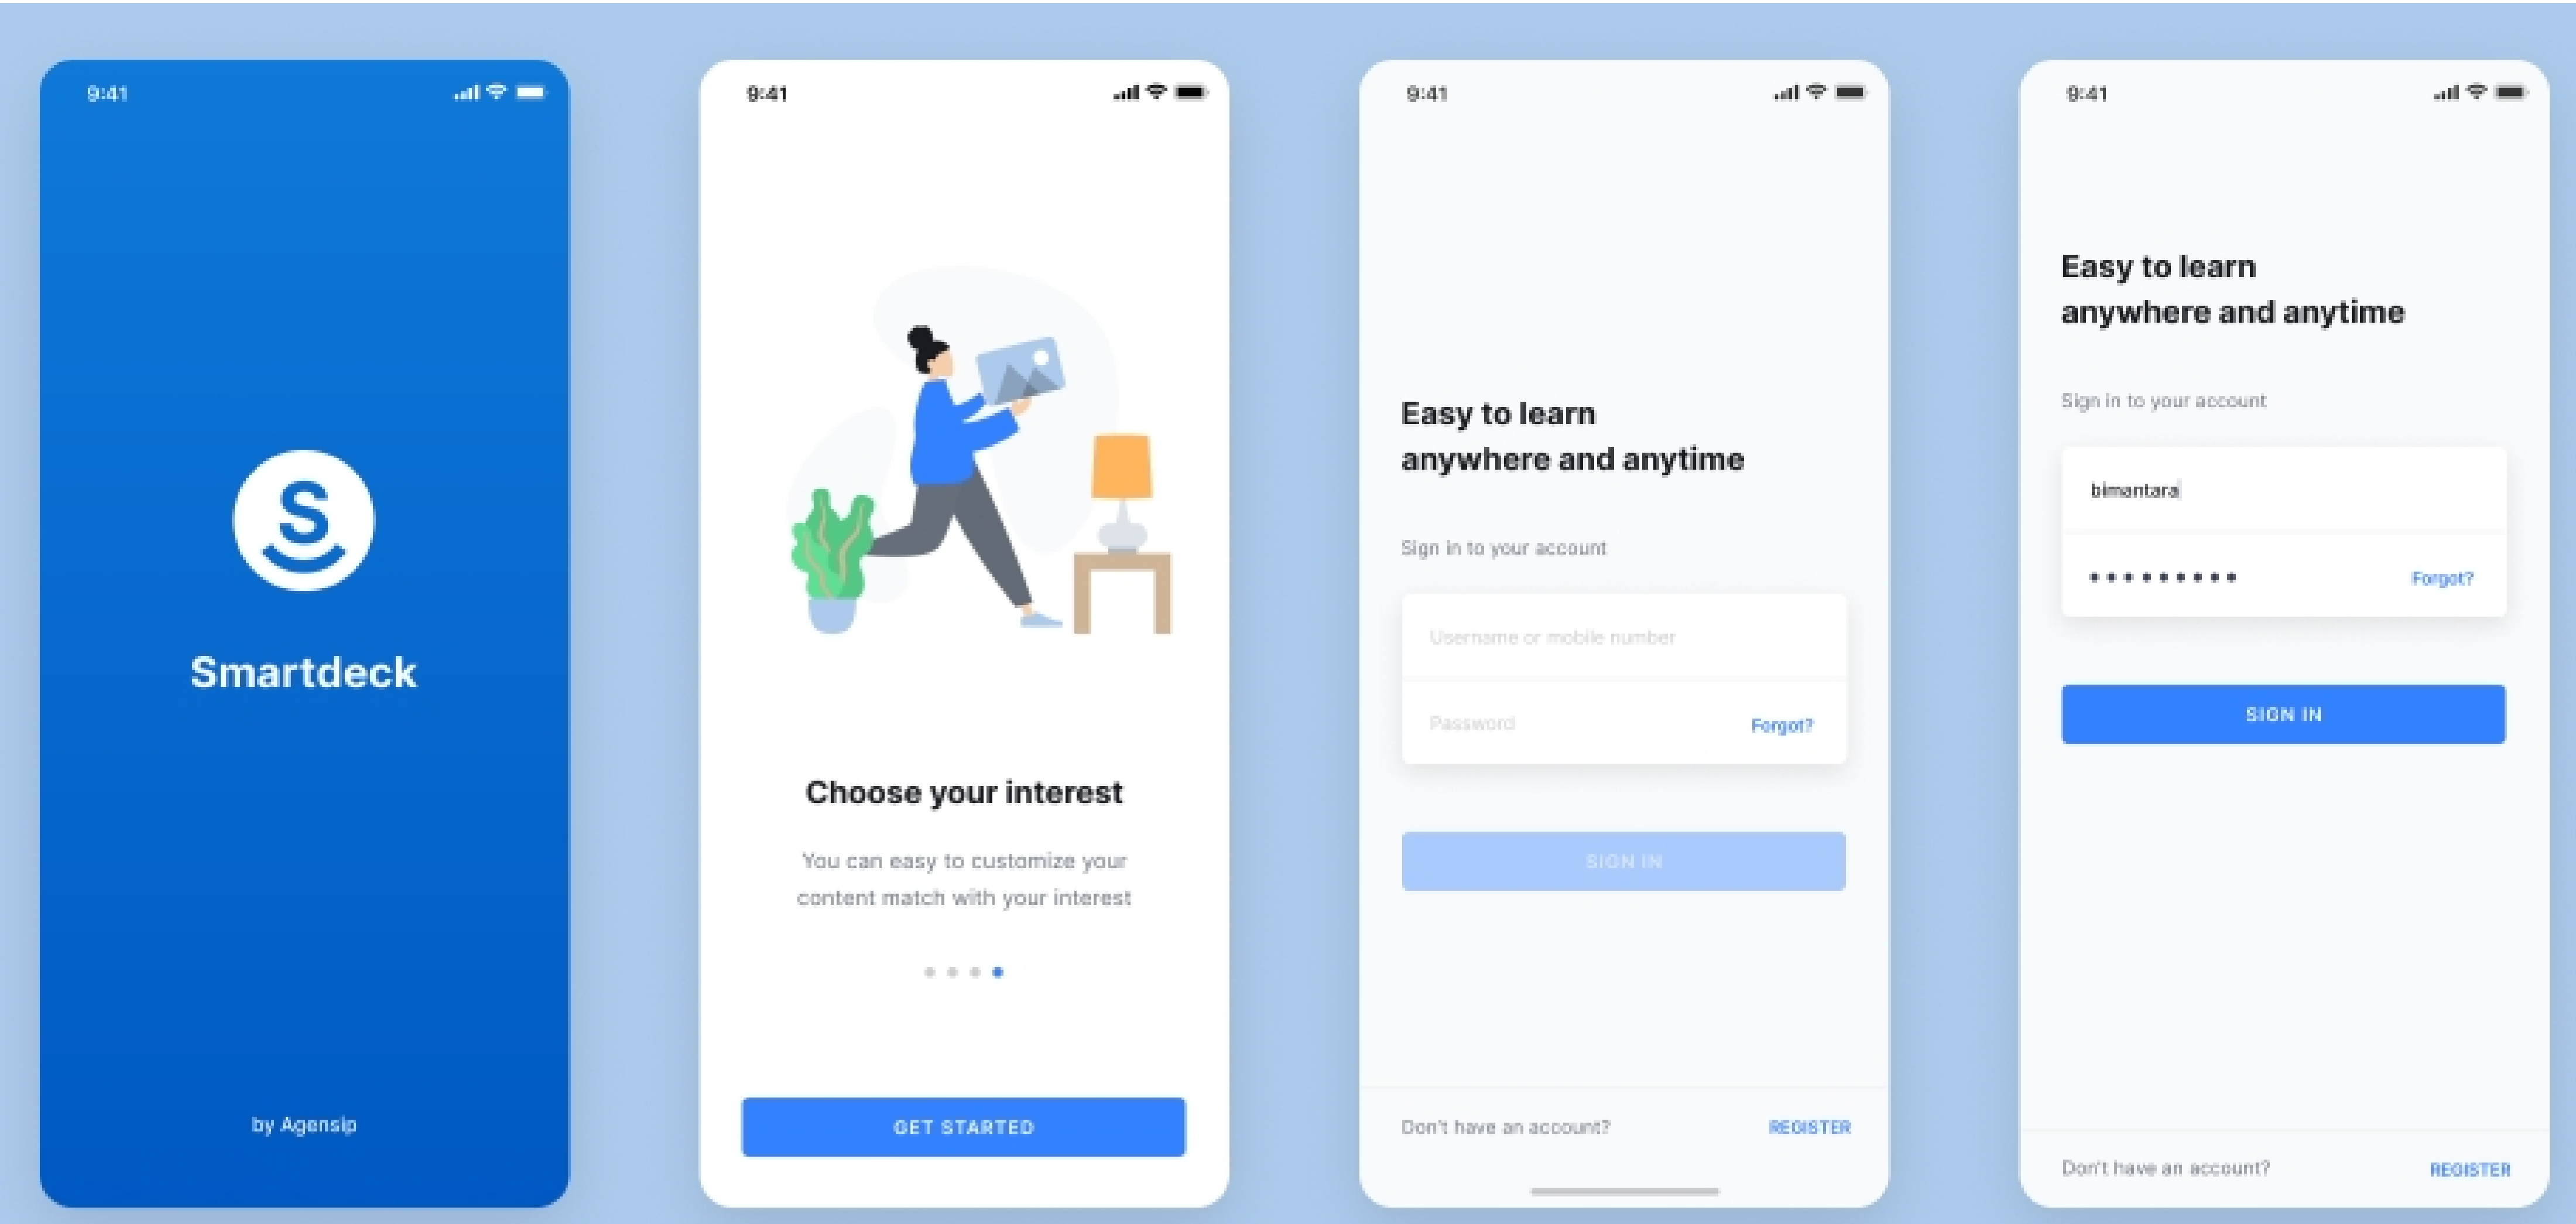 9:41
S
Smartdeck
by Agensip
9:41
Choose your interest
You can easy to customize your
content match with your interest
GET STARTED
9:41
Easy to learn
anywhere and anytime
Sign in to your account
Username or mobile number
Password Forgot?
SIGN IN
Don't have an account? REGISTER
9:41
Easy to learn
anywhere and anytime
Sign in to your account
bimantara
Forgot?
SIGN IN
Don't have an account? REGISTER